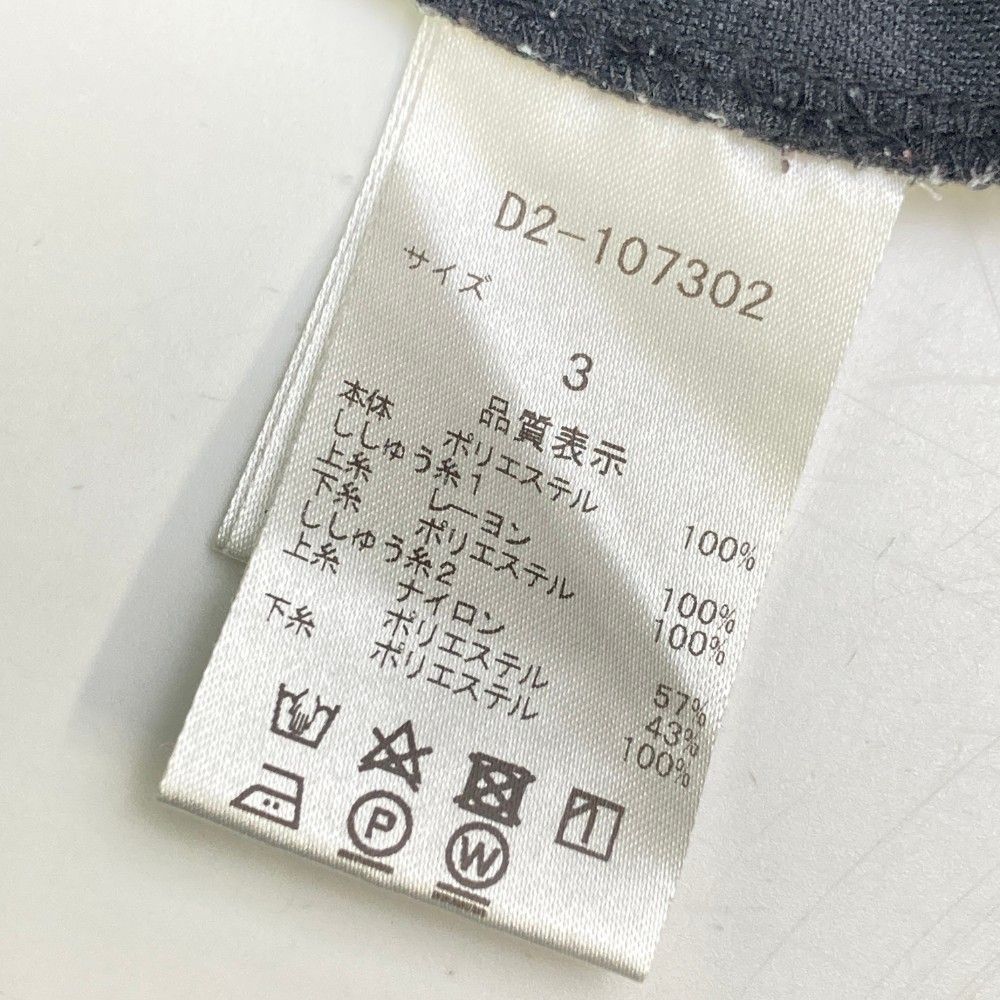 D2-107302
サイズ
3
品質表示
本体 ポリエステル 100%
ししゅう糸1
上糸 レーヨン 100%
下糸 ポリエステル 100%
ししゅう糸2
上糸 ナイロン 57%
ポリエステル 43%
下糸 ポリエステル 100%
P
W